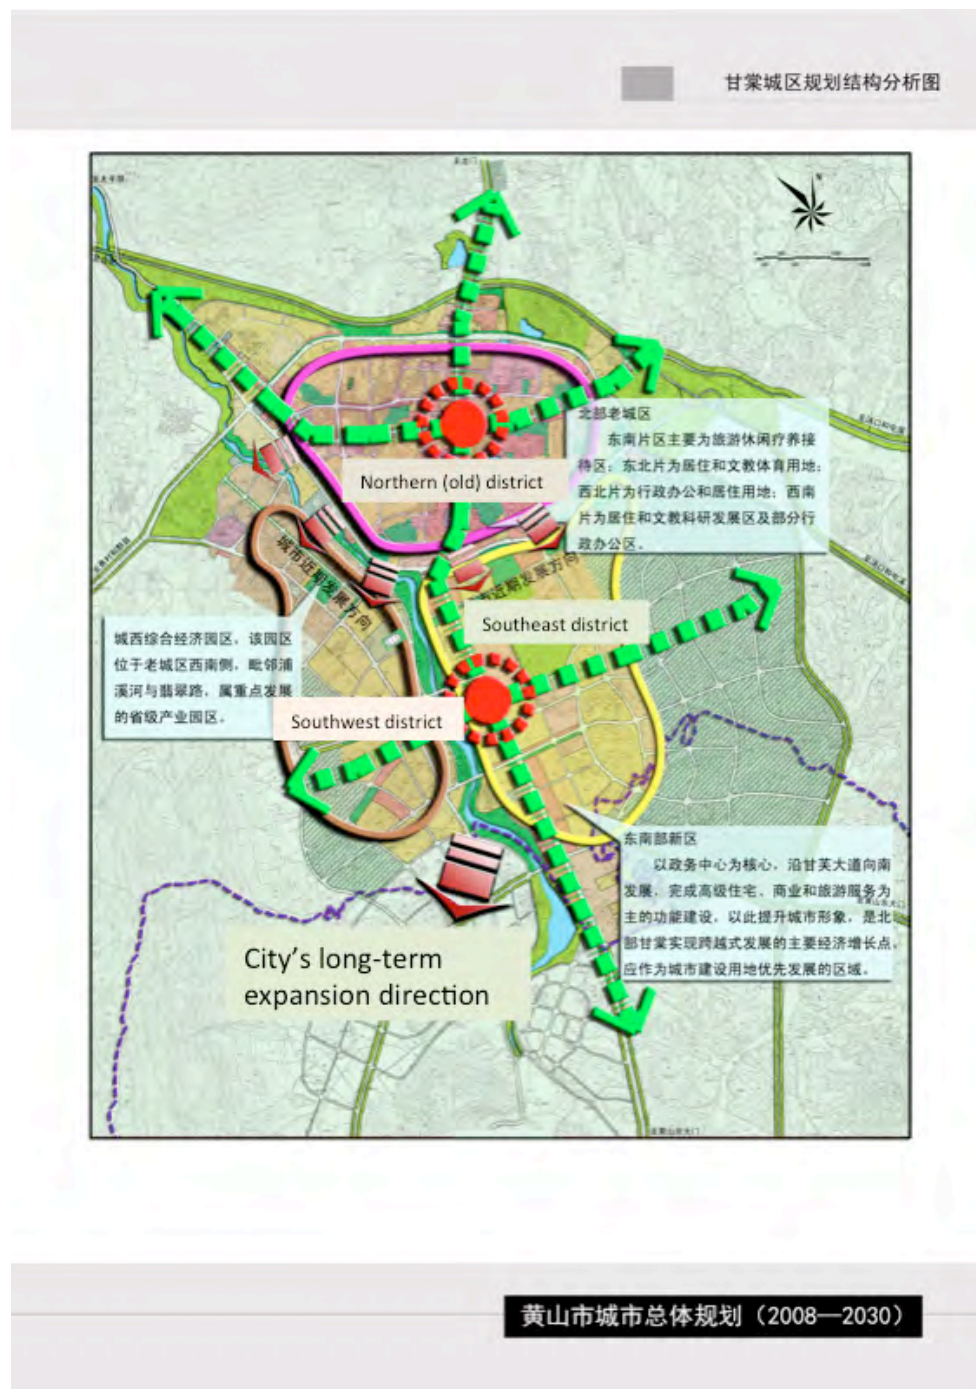 甘棠城区规划结构分析图
N
北部老城区
东南片区主要为旅游休闲疗养接
待区；东北片为居住和文教体育用地；
西北片为行政办公和居住用地；西南
片为居住和文教科研发展区及部分行
政办公区。
Northern (old) district
城市近期发展方向
市近期发展方向
Southeast district
城西综合经济园区，该园区
位于老城区西南侧，毗邻浦
溪河与翡翠路，属重点发展
的省级产业园区。
Southwest district
东南部新区
以政务中心为核心，沿甘芙大道向南
发展，完成高级住宅、商业和旅游服务为
主的功能建设，以此提升城市形象，是北
部甘棠实现跨越式发展的主要经济增长点，
应作为城市建设用地优先发展的区域。
City's long-term
expansion direction
至黄山东大门
黄山市城市总体规划（2008—2030）